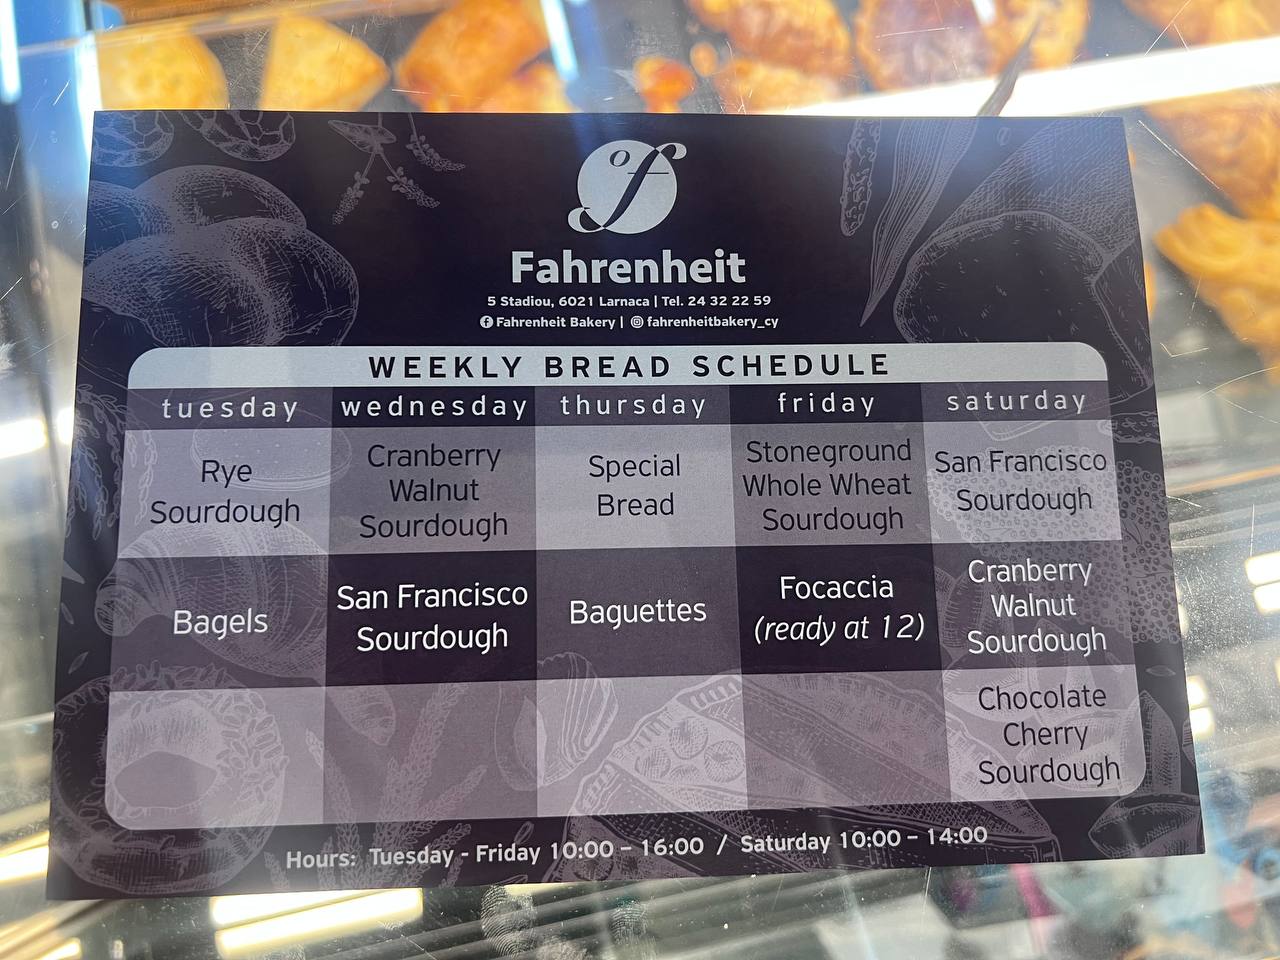 of
Fahrenheit
5 Stadiou, 6021 Larnaca | Tel. 24 32 22 59
Fahrenheit Bakery | fahrenheitbakery_cy
WEEKLY BREAD SCHEDULE
tuesday wednesday thursday friday saturday
Rye
Sourdough
Cranberry
Walnut
Sourdough
Special
Bread
Stoneground
Whole Wheat
Sourdough
San Francisco
Sourdough
Bagels
San Francisco
Sourdough
Baguettes
Focaccia
(ready at 12)
Cranberry
Walnut
Sourdough
Chocolate
Cherry
Sourdough
Hours: Tuesday - Friday 10:00 – 16:00 / Saturday 10:00 – 14:00